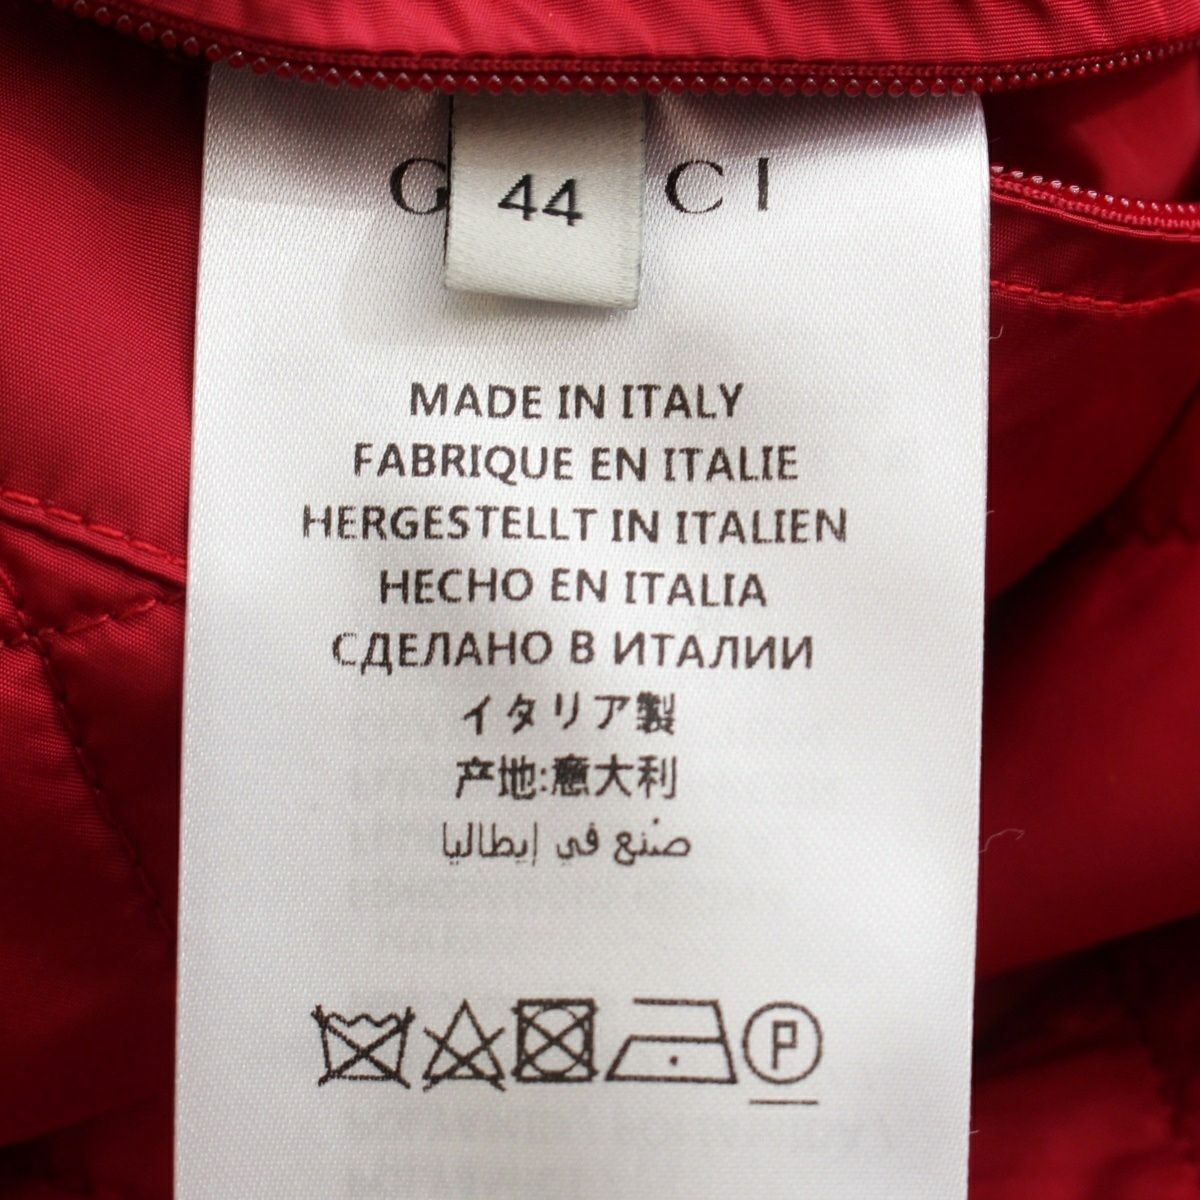 G CI
44
MADE IN ITALY
FABRIQUE EN ITALIE
HERGESTELLT IN ITALIEN
HECHO EN ITALIA
СДЕЛАНО В ИТАЛИИ
イタリア製
产地:意大利
صنع في إيطاليا
P